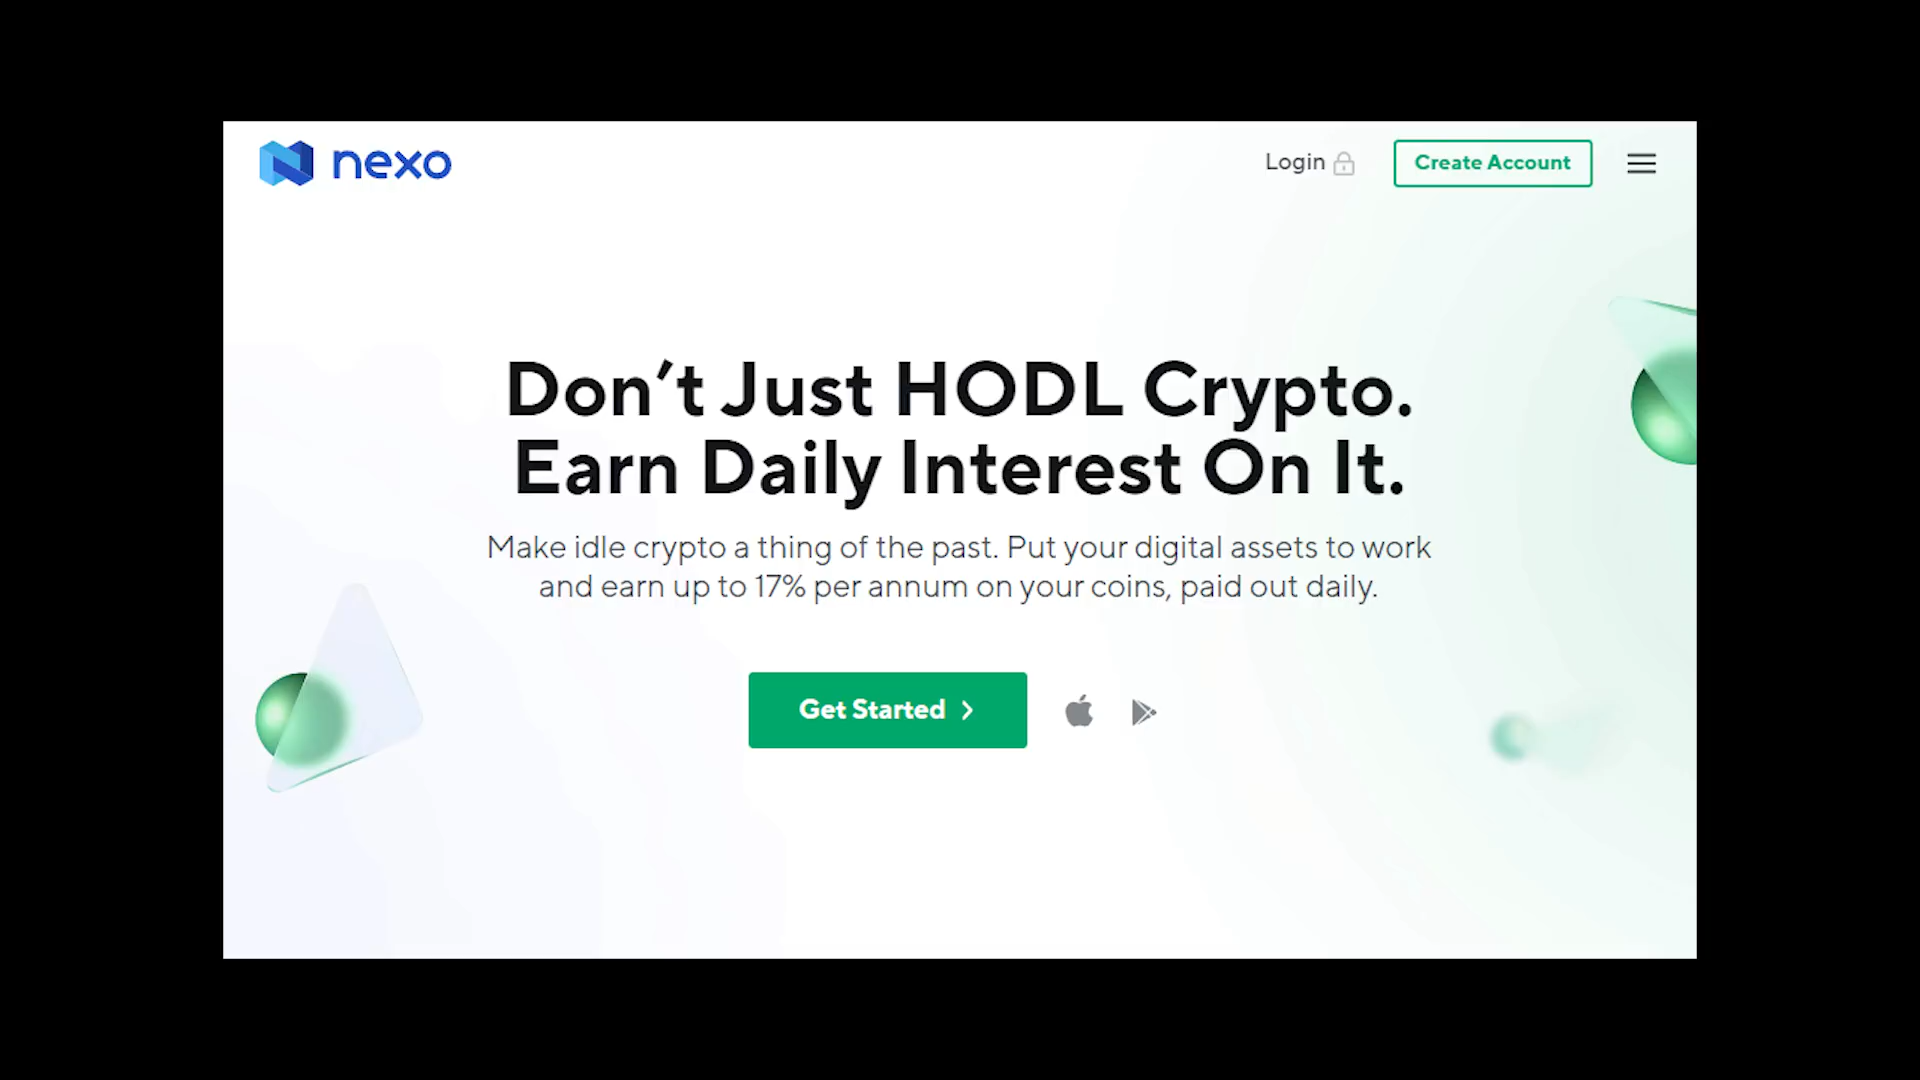 nexo
Login
Create Account
Don’t Just HODL Crypto.
Earn Daily Interest On It.
Make idle crypto a thing of the past. Put your digital assets to work
and earn up to 17% per annum on your coins, paid out daily.
Get Started